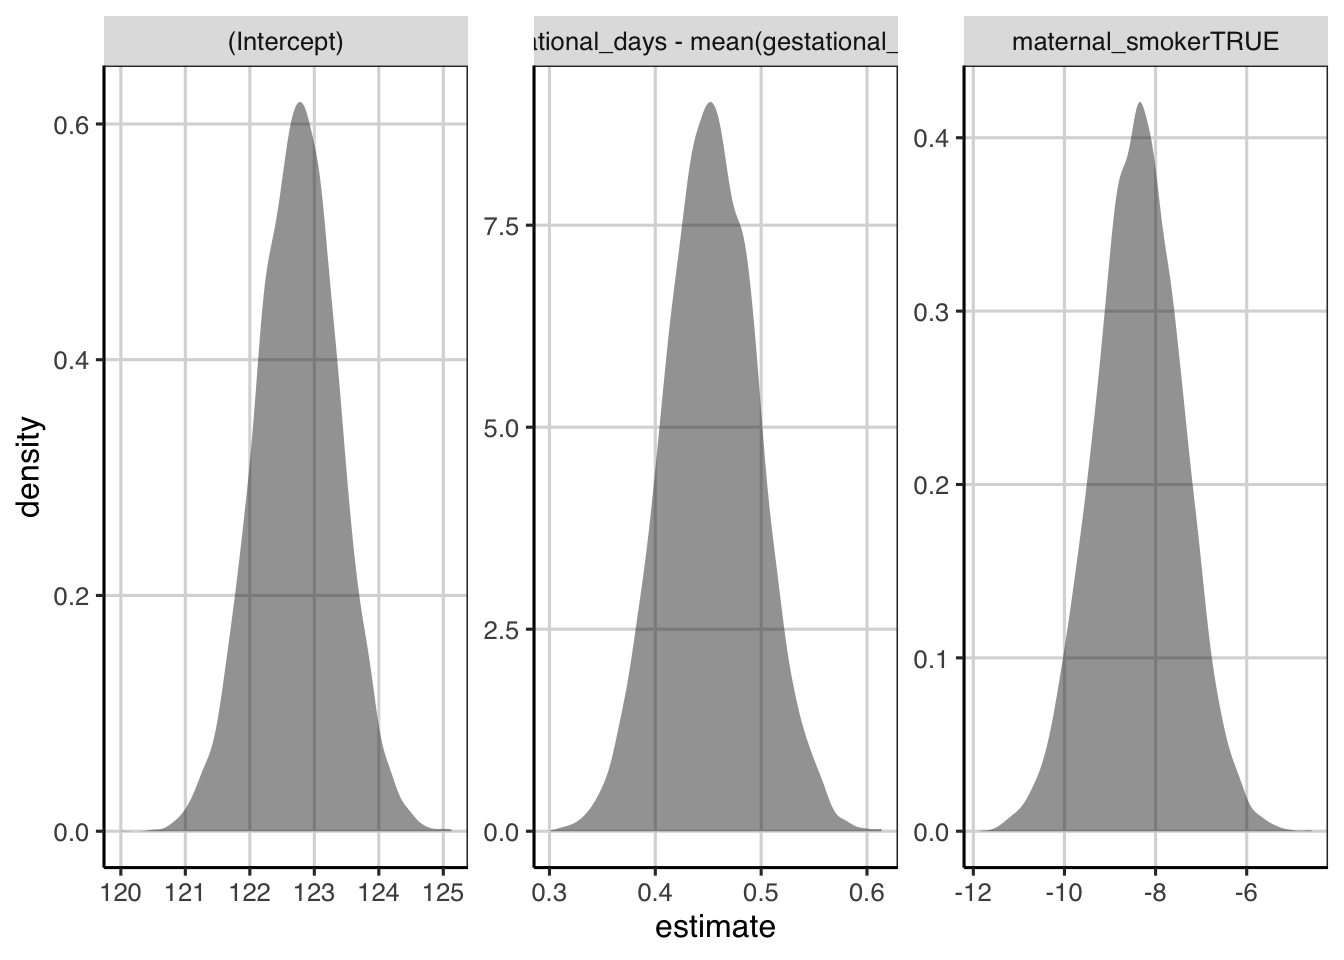 (Intercept)
ational_days - mean(gestational_
maternal_smokerTRUE
density
0.6
0.4
0.2
0.0
7.5
5.0
2.5
0.0
0.4
0.3
0.2
0.1
0.0
120 121 122 123 124 125
0.3 0.4 0.5 0.6
-12 -10 -8 -6
estimate